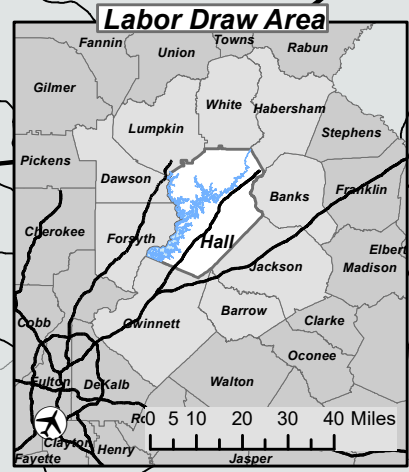 Labor Draw Area
Fannin
Union
Towns
Rabun
Gilmer
White
Habersham
Lumpkin
Stephens
Pickens
Dawson
Banks
Franklin
Cherokee
Forsyth
Hall
Elbert
Jackson
Madison
Cobb
Gwinnett
Barrow
Clarke
Oconee
Fulton
DeKalb
Walton
Ro
0 5 10 20 30 40 Miles
Clayton
Henry
Fayette
Jasper